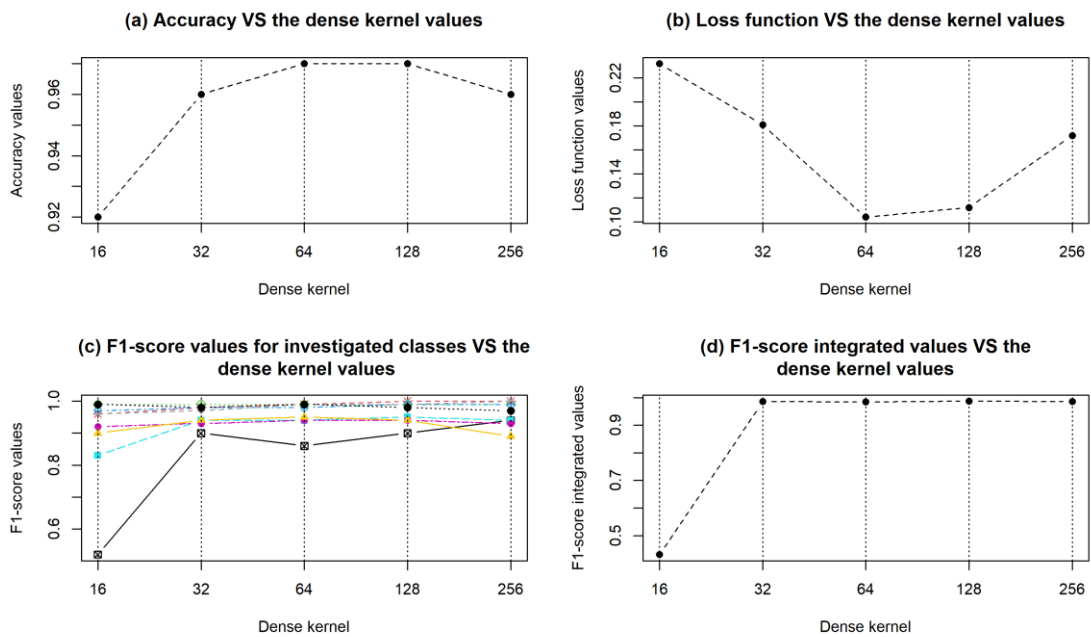 (a) Accuracy VS the dense kernel values
Accuracy values
0.92
0.94
0.96
16
32
64
128
256
Dense kernel
(b) Loss function VS the dense kernel values
Loss function values
0.10
0.14
0.18
0.22
16
32
64
128
256
Dense kernel
(c) F1-score values for investigated classes VS the
dense kernel values
F1-score values
0.6
0.8
1.0
16
32
64
128
256
Dense kernel
(d) F1-score integrated values VS the
dense kernel values
F1-score integrated values
0.5
0.7
0.9
16
32
64
128
256
Dense kernel